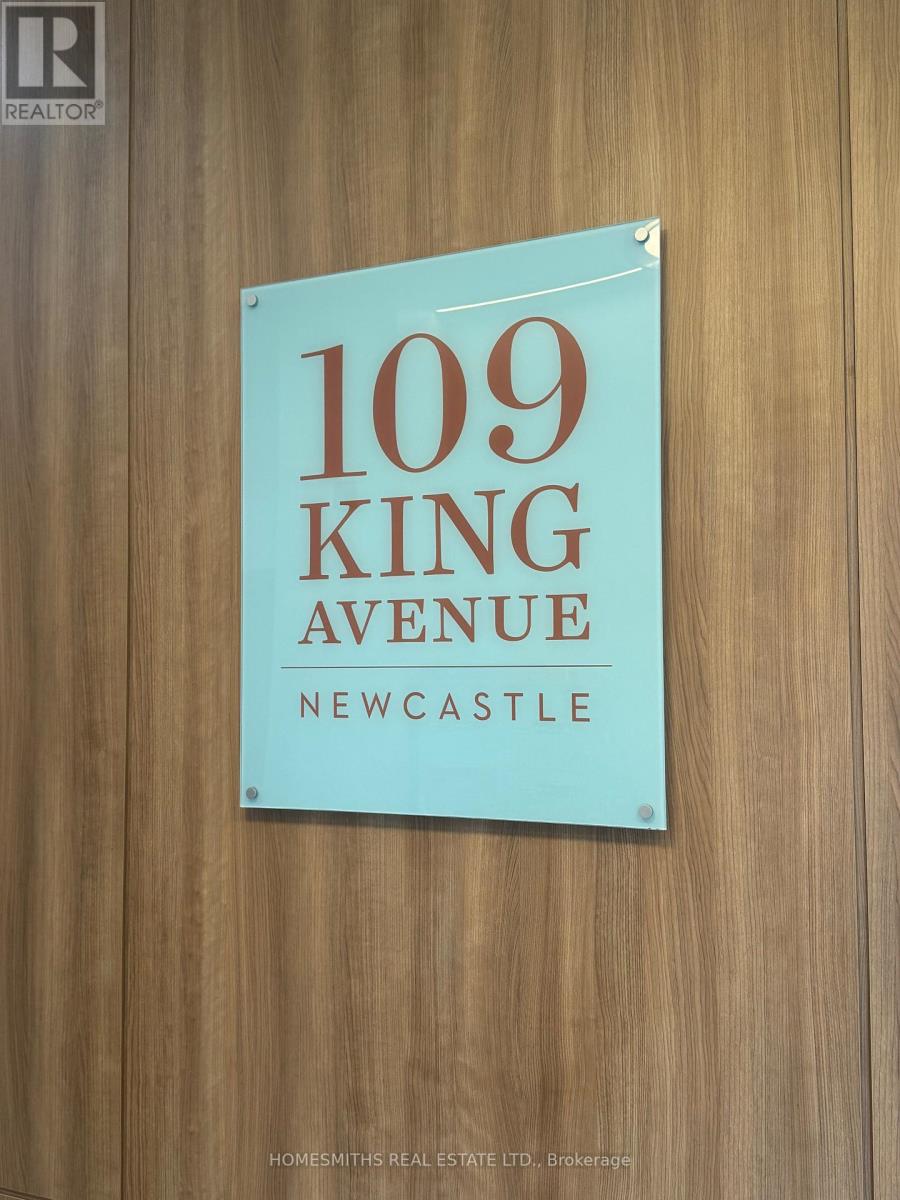 R
REALTOR®
109
KING
AVENUE
NEWCASTLE
HOMESMITHS REAL ESTATE LTD., Brokerage